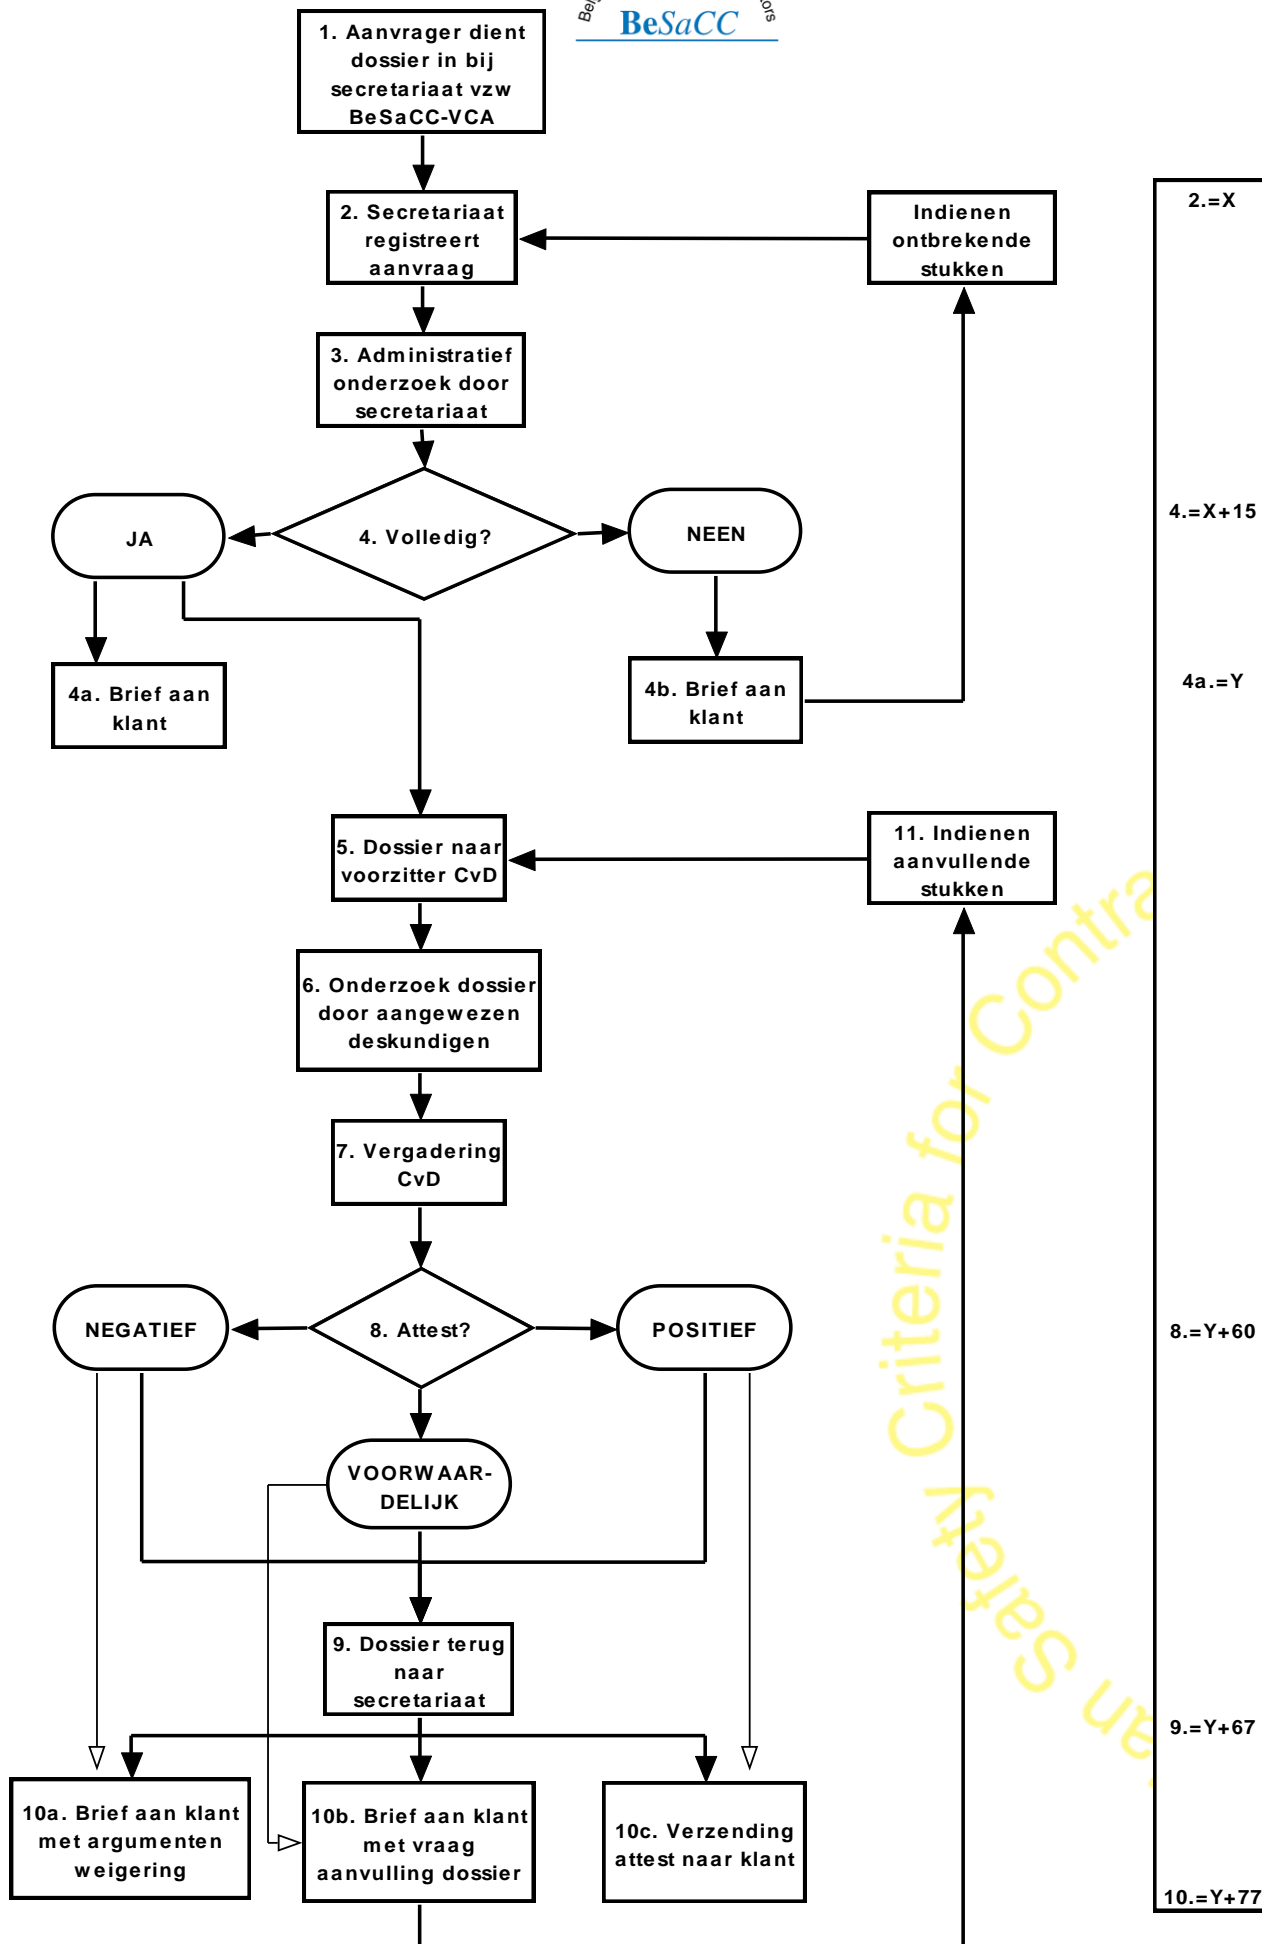 BeSaCC
1. Aanvrager dient
dossier in bij
secretariaat vzw
BeSaCC-VCA
2. Secretariaat
registreert
aanvraag
Indienen
ontbrekende
stukken
2.=X
3. Administratief
onderzoek door
secretariaat
JA
4. Volledig?
NEEN
4.=X+15
4a. Brief aan
klant
4b. Brief aan
klant
4a.=Y
5. Dossier naar
voorzitter CvD
11. Indienen
aanvullende
stukken
6. Onderzoek dossier
door aangewezen
deskundigen
7. Vergadering
CvD
NEGATIEF
8. Attest?
POSITIEF
8.=Y+60
VOORWAAR-
DELIJK
9. Dossier terug
naar
secretariaat
9.=Y+67
10a. Brief aan klant
met argumenten
weigering
10b. Brief aan klant
met vraag
aanvulling dossier
10c. Verzending
attest naar klant
10.=Y+77
an Safety Criteria for Contra